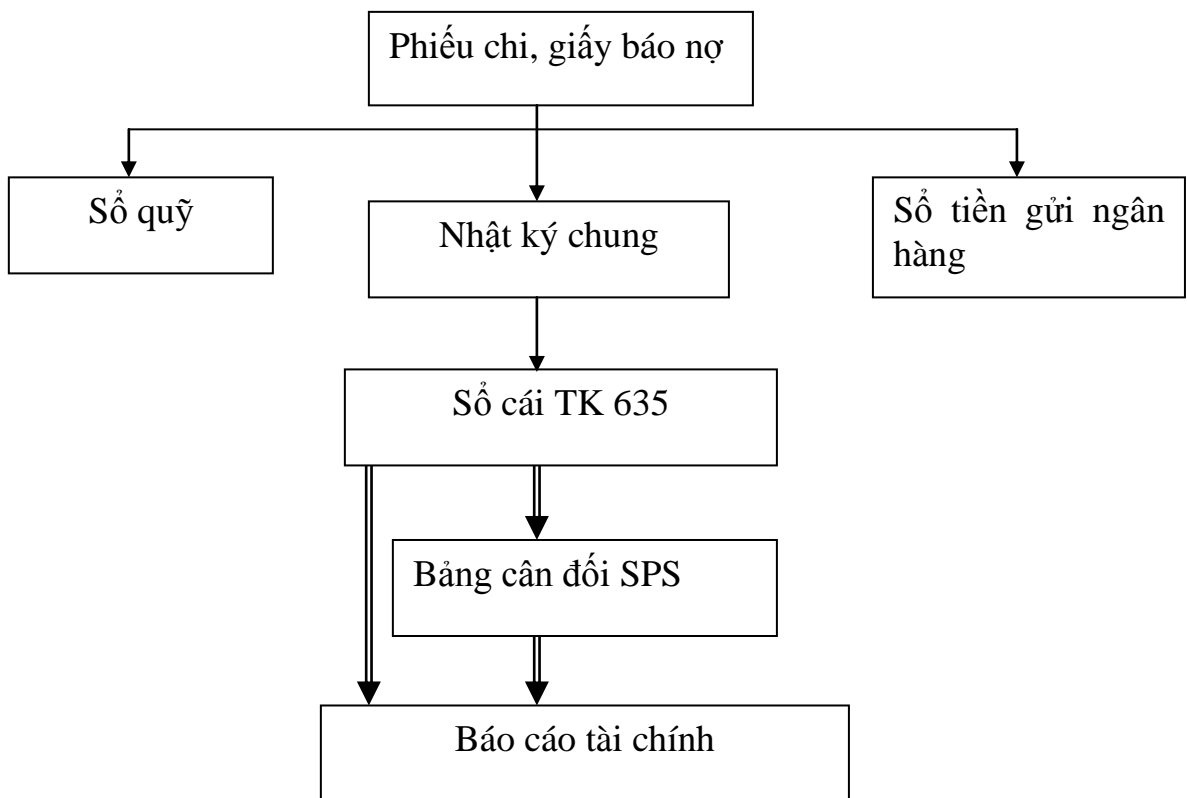 Phiếu chi, giấy báo nợ
Sổ quỹ
Nhật ký chung
Sổ tiền gửi ngân
hàng
Sổ cái TK 635
Bảng cân đối SPS
Báo cáo tài chính